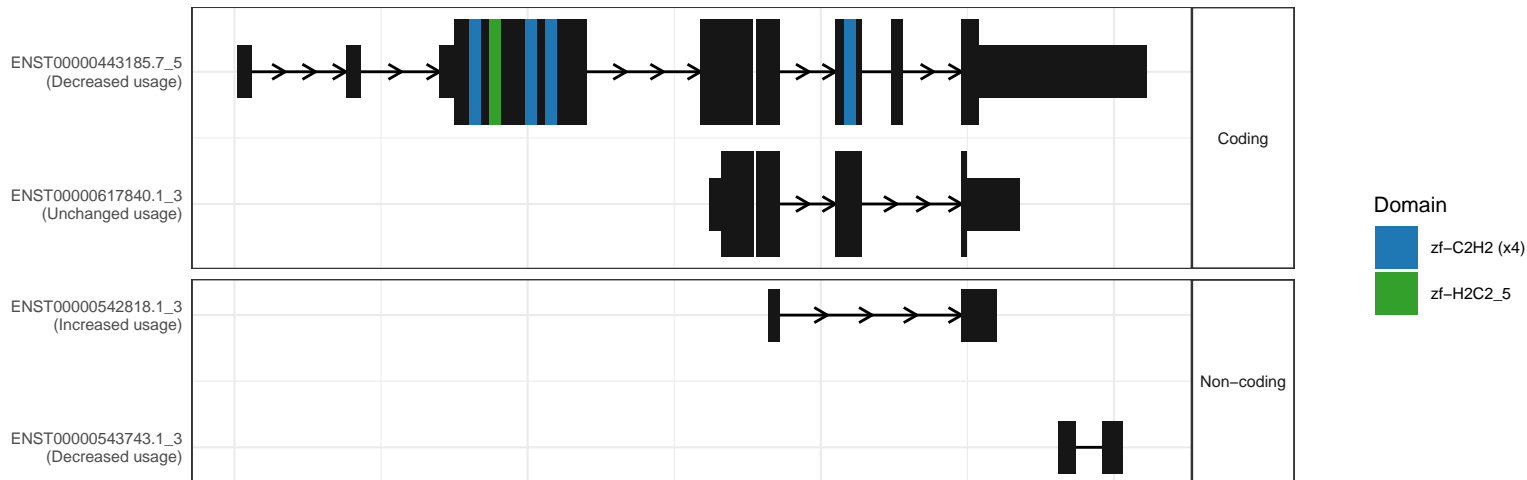 ENST00000443185.7_5
(Decreased usage)
Coding
ENST00000617840.1_3
(Unchanged usage)
Domain
zf−C2H2 (x4)
zf−H2C2_5
ENST00000542818.1_3
(Increased usage)
Non−coding
ENST00000543743.1_3
(Decreased usage)